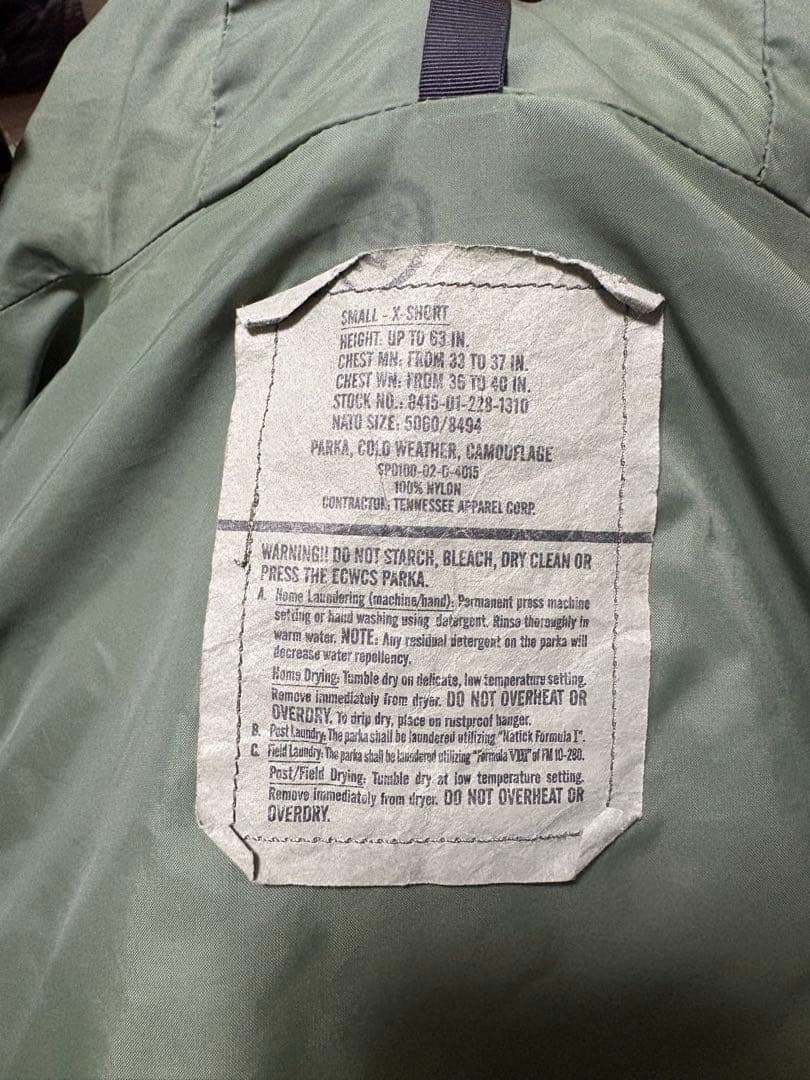 SMALL - X-SHORT
HEIGHT: UP TO 63 IN.
CHEST MN: FROM 33 TO 37 IN.
CHEST WN: FROM 36 TO 40 IN.
STOCK NO.: 8415-01-228-1310
NATO SIZE: 5060/8494
PARKA, COLD WEATHER, CAMOUFLAGE
SPO100-02-C-4015
100% NYLON
CONTRACTOR: TENNESSEE APPAREL CORP.
WARNING!! DO NOT STARCH, BLEACH, DRY CLEAN OR
PRESS THE ECWCS PARKA.
A. Home Laundering (machine/hand): Permanent press machine
setting or hand washing using detergent. Rinse thoroughly in
warm water. NOTE: Any residual detergent on the parka will
decrease water repellency.
Home Drying: Tumble dry on delicate, low temperature setting.
Remove immediately from dryer. DO NOT OVERHEAT OR
OVERDRY. To drip dry, place on rustproof hanger.
B. Post Laundry: The parka shall be laundered utilizing "Natick Formula I".
C. Field Laundry: The parka shall be laundered utilizing "Formula VIII" of FM 10-280.
Post/Field Drying: Tumble dry at low temperature setting.
Remove immediately from dryer. DO NOT OVERHEAT OR
OVERDRY.